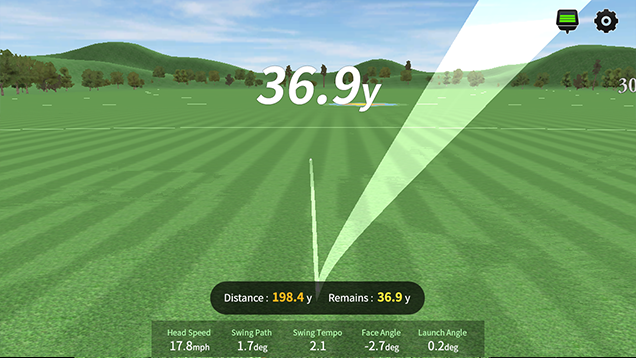 36.9y
30
Distance : 198.4 y Remains : 36.9 y
Head Speed Swing Path Swing Tempo Face Angle Launch Angle
17.8mph 1.7deg 2.1 -2.7deg 0.2deg